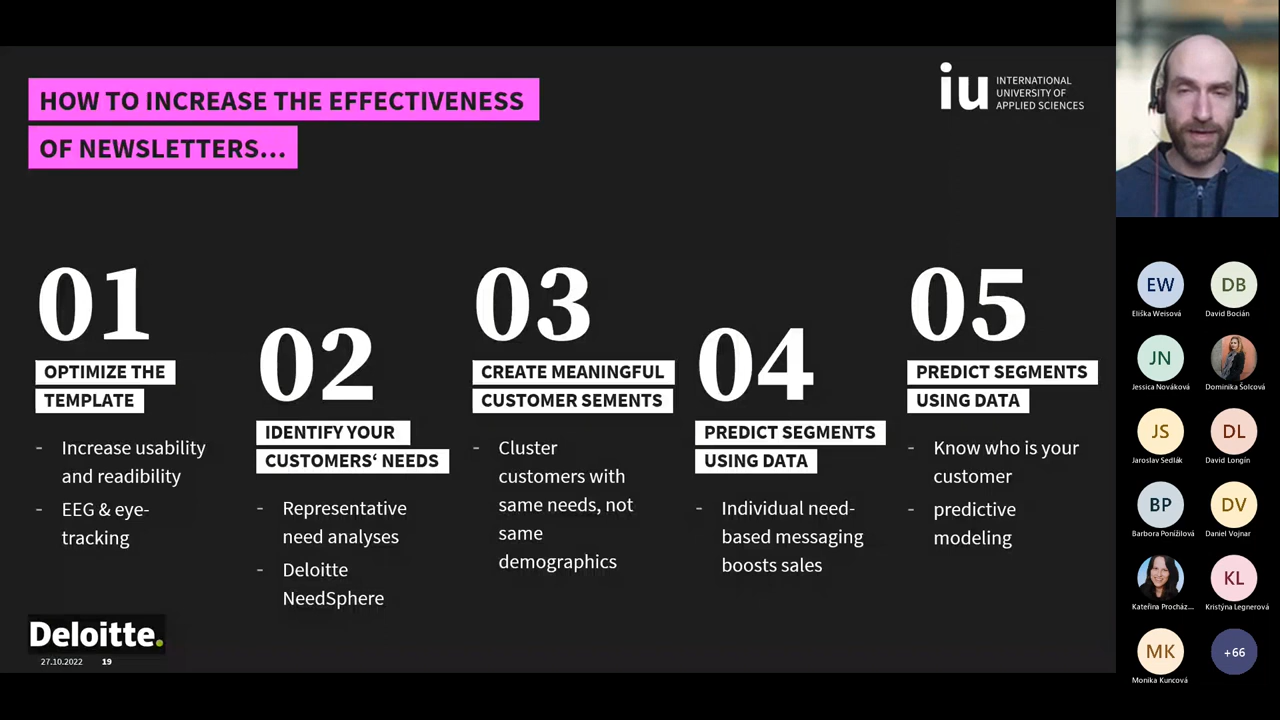 HOW TO INCREASE THE EFFECTIVENESS
OF NEWSLETTERS...
iu INTERNATIONAL
UNIVERSITY OF
APPLIED SCIENCES
01
OPTIMIZE THE
TEMPLATE
- Increase usability
and readibility
- EEG & eye-
tracking
02
IDENTIFY YOUR
CUSTOMERS‘ NEEDS
- Representative
need analyses
- Deloitte
NeedSphere
03
CREATE MEANINGFUL
CUSTOMER SEMENTS
- Cluster
customers with
same needs, not
same
demographics
04
PREDICT SEGMENTS
USING DATA
- Individual need-
based messaging
boosts sales
05
PREDICT SEGMENTS
USING DATA
- Know who is your
customer
- predictive
modeling
Deloitte.
27.10.2022 19
EW
Eliška Weisová
DB
David Bocián
JN
Jessica Nováková
Dominika Šolcová
JS
Jaroslav Sedlák
DL
David Longin
BP
Barbora Ponížilová
DV
Daniel Vojnar
Kateřina Procház...
KL
Kristýna Legnerová
MK
Monika Kuncová
+66